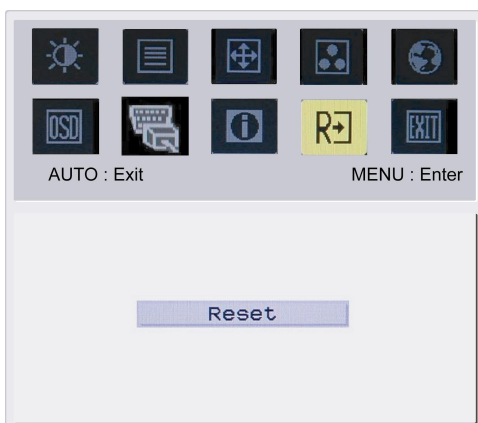 OSD
R
EXIT
AUTO : Exit
MENU : Enter
Reset